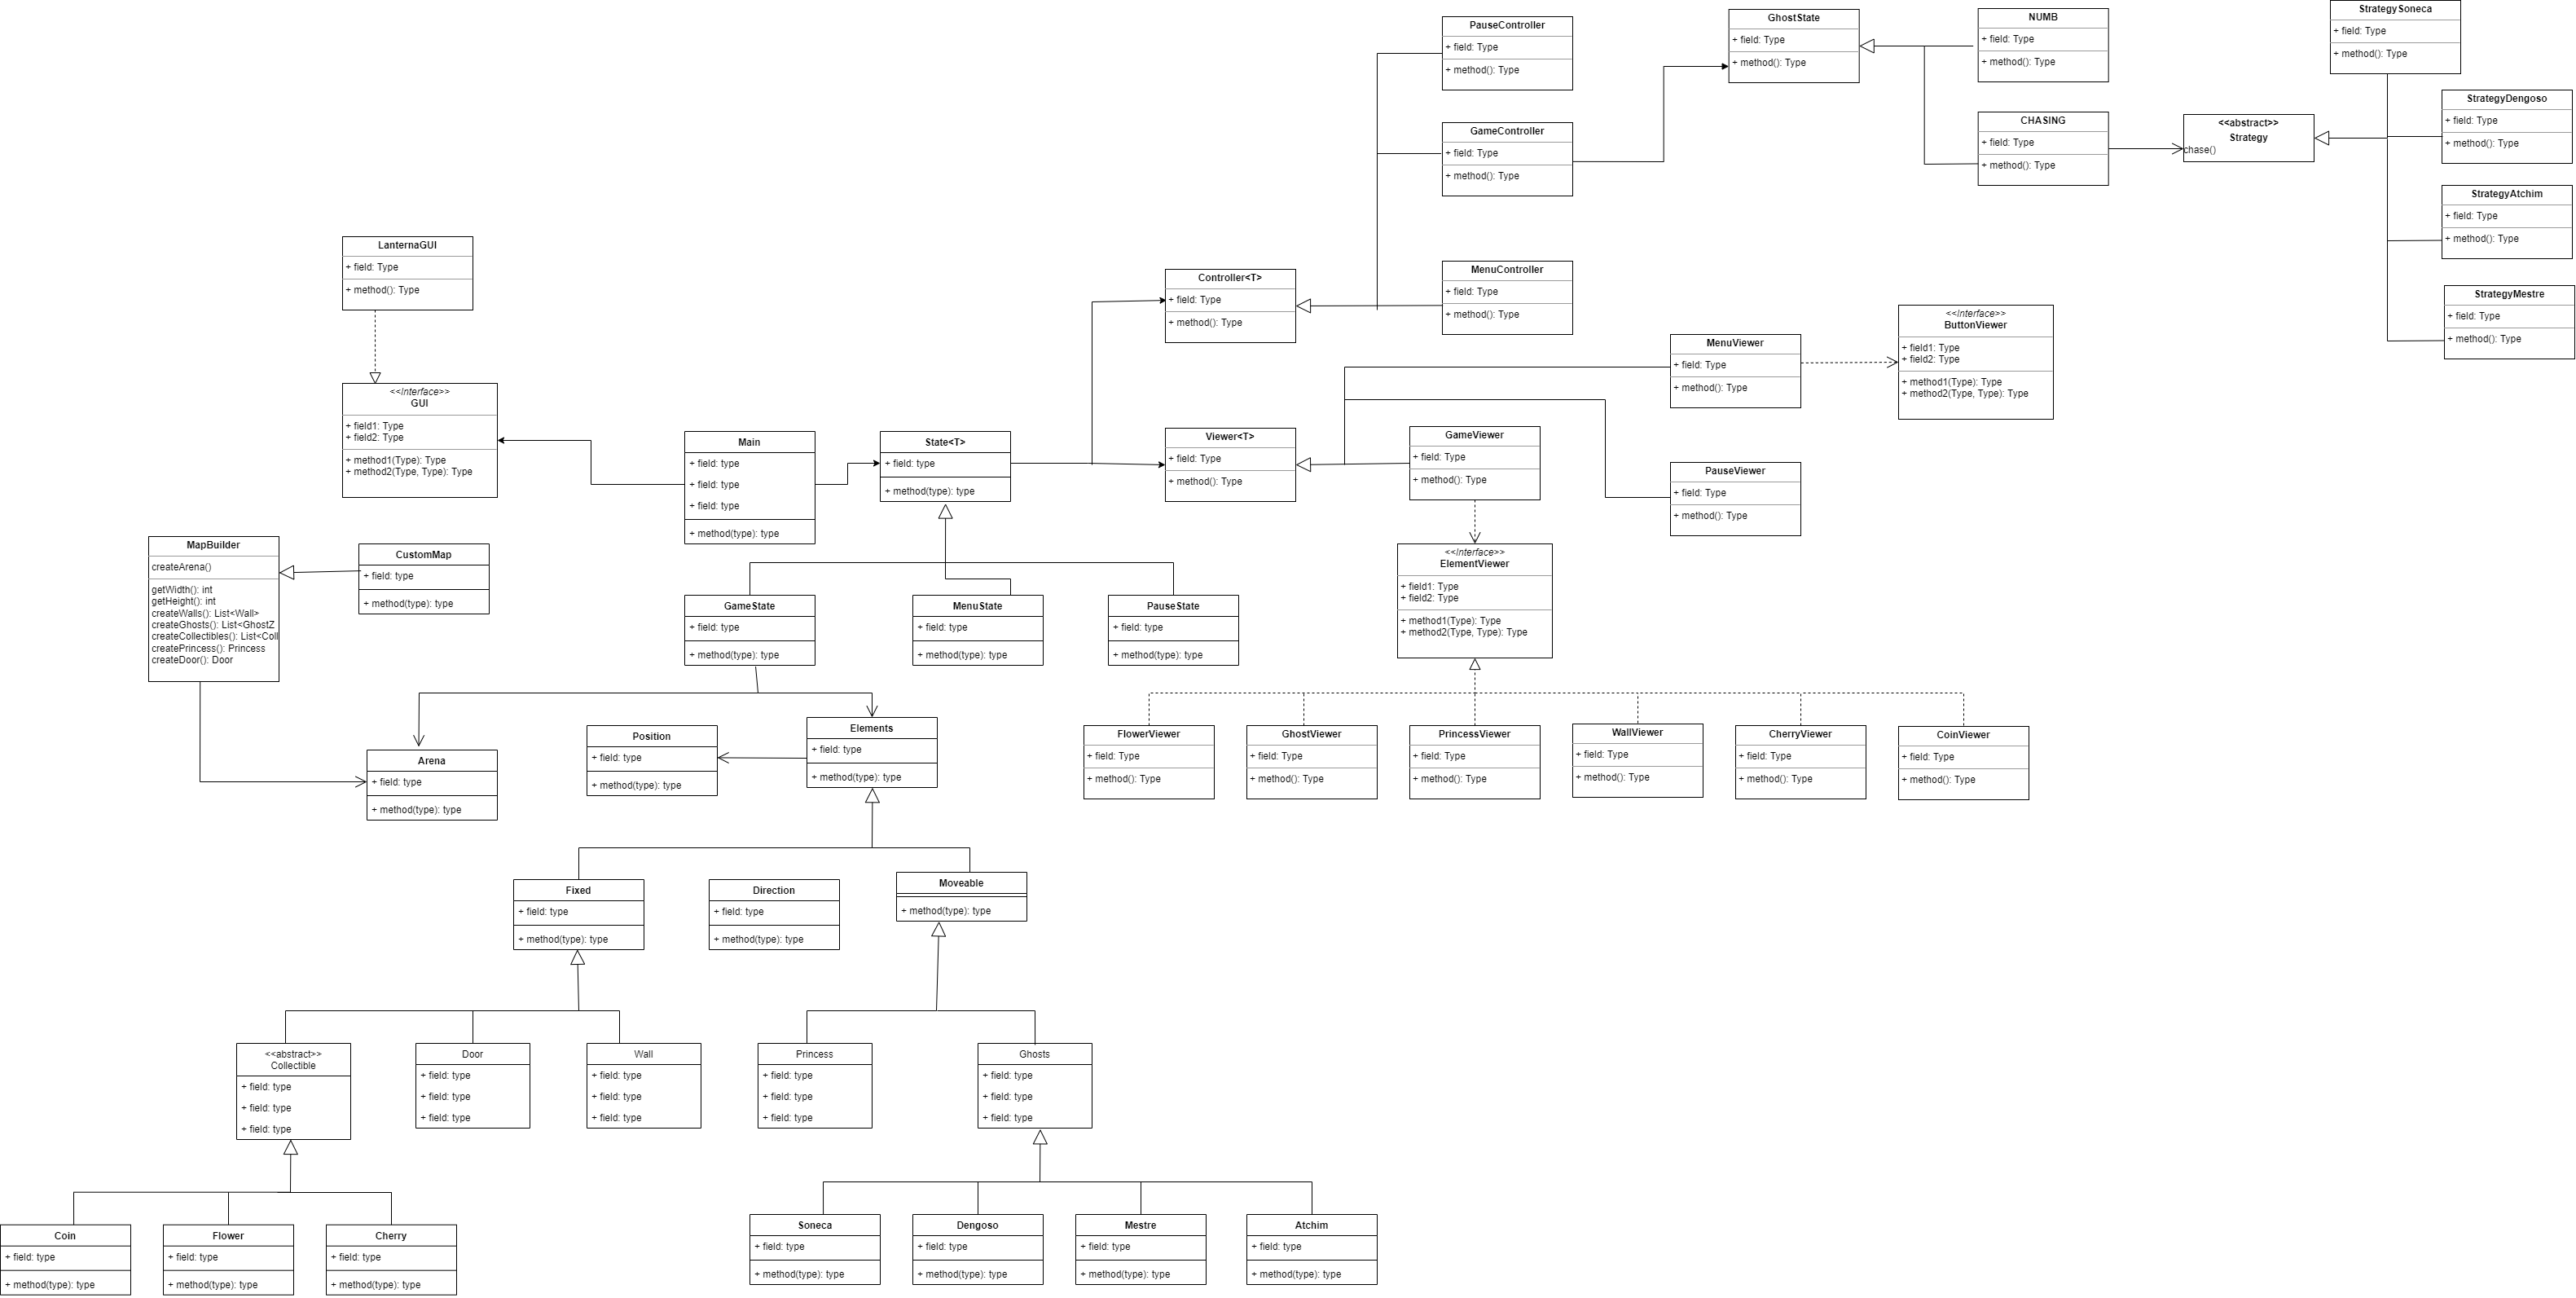 PauseController
+ field: Type
+ method(): Type
GameController
+ field: Type
+ method(): Type
GhostState
+ field: Type
+ method(): Type
NUMB
+ field: Type
+ method(): Type
CHASING
+ field: Type
+ method(): Type
<<abstract>>
Strategy
chase()
StrategySoneca
+ field: Type
+ method(): Type
StrategyDengoso
+ field: Type
+ method(): Type
StrategyAtchim
+ field: Type
+ method(): Type
StrategyMestre
+ field: Type
+ method(): Type
LanternaGUI
+ field: Type
+ method(): Type
<<Interface>>
GUI
+ field1: Type
+ field2: Type
+ method1(Type): Type
+ method2(Type, Type): Type
Controller<T>
+ field: Type
+ method(): Type
MenuController
+ field: Type
+ method(): Type
MenuViewer
+ field: Type
+ method(): Type
<<Interface>>
ButtonViewer
+ field1: Type
+ field2: Type
+ method1(Type): Type
+ method2(Type, Type): Type
Main
+ field: type
+ field: type
+ field: type
+ method(type): type
State<T>
+ field: type
+ method(type): type
Viewer<T>
+ field: Type
+ method(): Type
GameViewer
+ field: Type
+ method(): Type
PauseViewer
+ field: Type
+ method(): Type
MapBuilder
createArena()
getWidth(): int
getHeight(): int
createWalls(): List<Wall>
createGhosts(): List<GhostZ
createCollectibles(): List<Coll
createPrincess(): Princess
createDoor(): Door
CustomMap
+ field: type
+ method(type): type
<<Interface>>
ElementViewer
+ field1: Type
+ field2: Type
+ method1(Type): Type
+ method2(Type, Type): Type
GameState
+ field: type
+ method(type): type
MenuState
+ field: type
+ method(type): type
PauseState
+ field: type
+ method(type): type
Arena
+ field: type
+ method(type): type
Position
+ field: type
+ method(type): type
Elements
+ field: type
+ method(type): type
FlowerViewer
+ field: Type
+ method(): Type
GhostViewer
+ field: Type
+ method(): Type
PrincessViewer
+ field: Type
+ method(): Type
WallViewer
+ field: Type
+ method(): Type
CherryViewer
+ field: Type
+ method(): Type
CoinViewer
+ field: Type
+ method(): Type
Fixed
+ field: type
+ method(type): type
Direction
+ field: type
+ method(type): type
Moveable
+ method(type): type
<<abstract>>
Collectible
+ field: type
+ field: type
+ field: type
Door
+ field: type
+ field: type
+ field: type
Wall
+ field: type
+ field: type
+ field: type
Princess
+ field: type
+ field: type
+ field: type
Ghosts
+ field: type
+ field: type
+ field: type
Coin
+ field: type
+ method(type): type
Flower
+ field: type
+ method(type): type
Cherry
+ field: type
+ method(type): type
Soneca
+ field: type
+ method(type): type
Dengoso
+ field: type
+ method(type): type
Mestre
+ field: type
+ method(type): type
Atchim
+ field: type
+ method(type): type